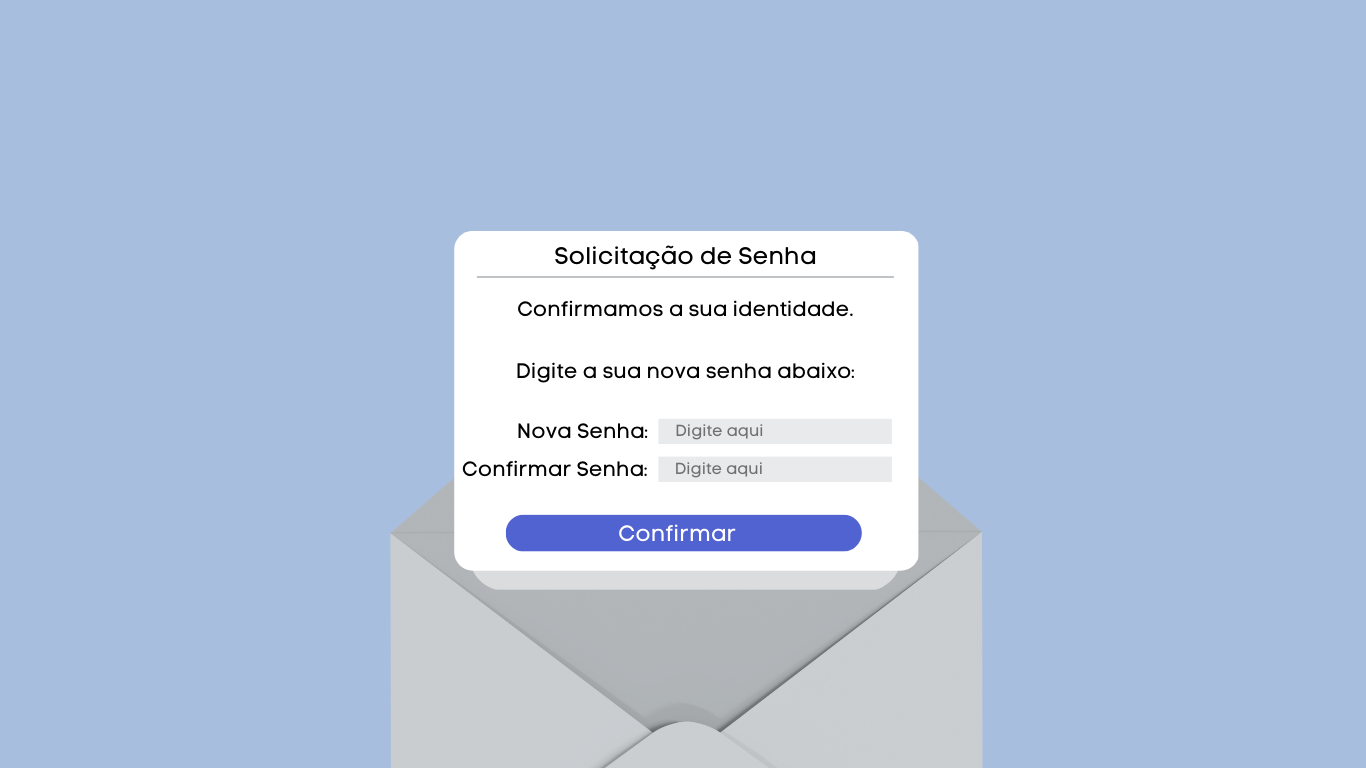 Solicitação de Senha
Confirmamos a sua identidade.
Digite a sua nova senha abaixo:
Nova Senha: Digite aqui
Confirmar Senha: Digite aqui
Confirmar